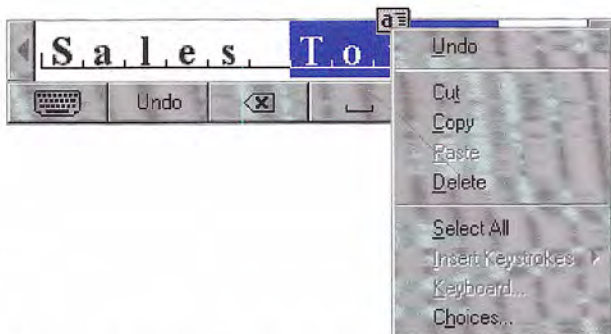 a
Sales To
Undo
Undo
Cut
Copy
Paste
Delete
Select All
Insert Keystrokes
Keyboard...
Choices...